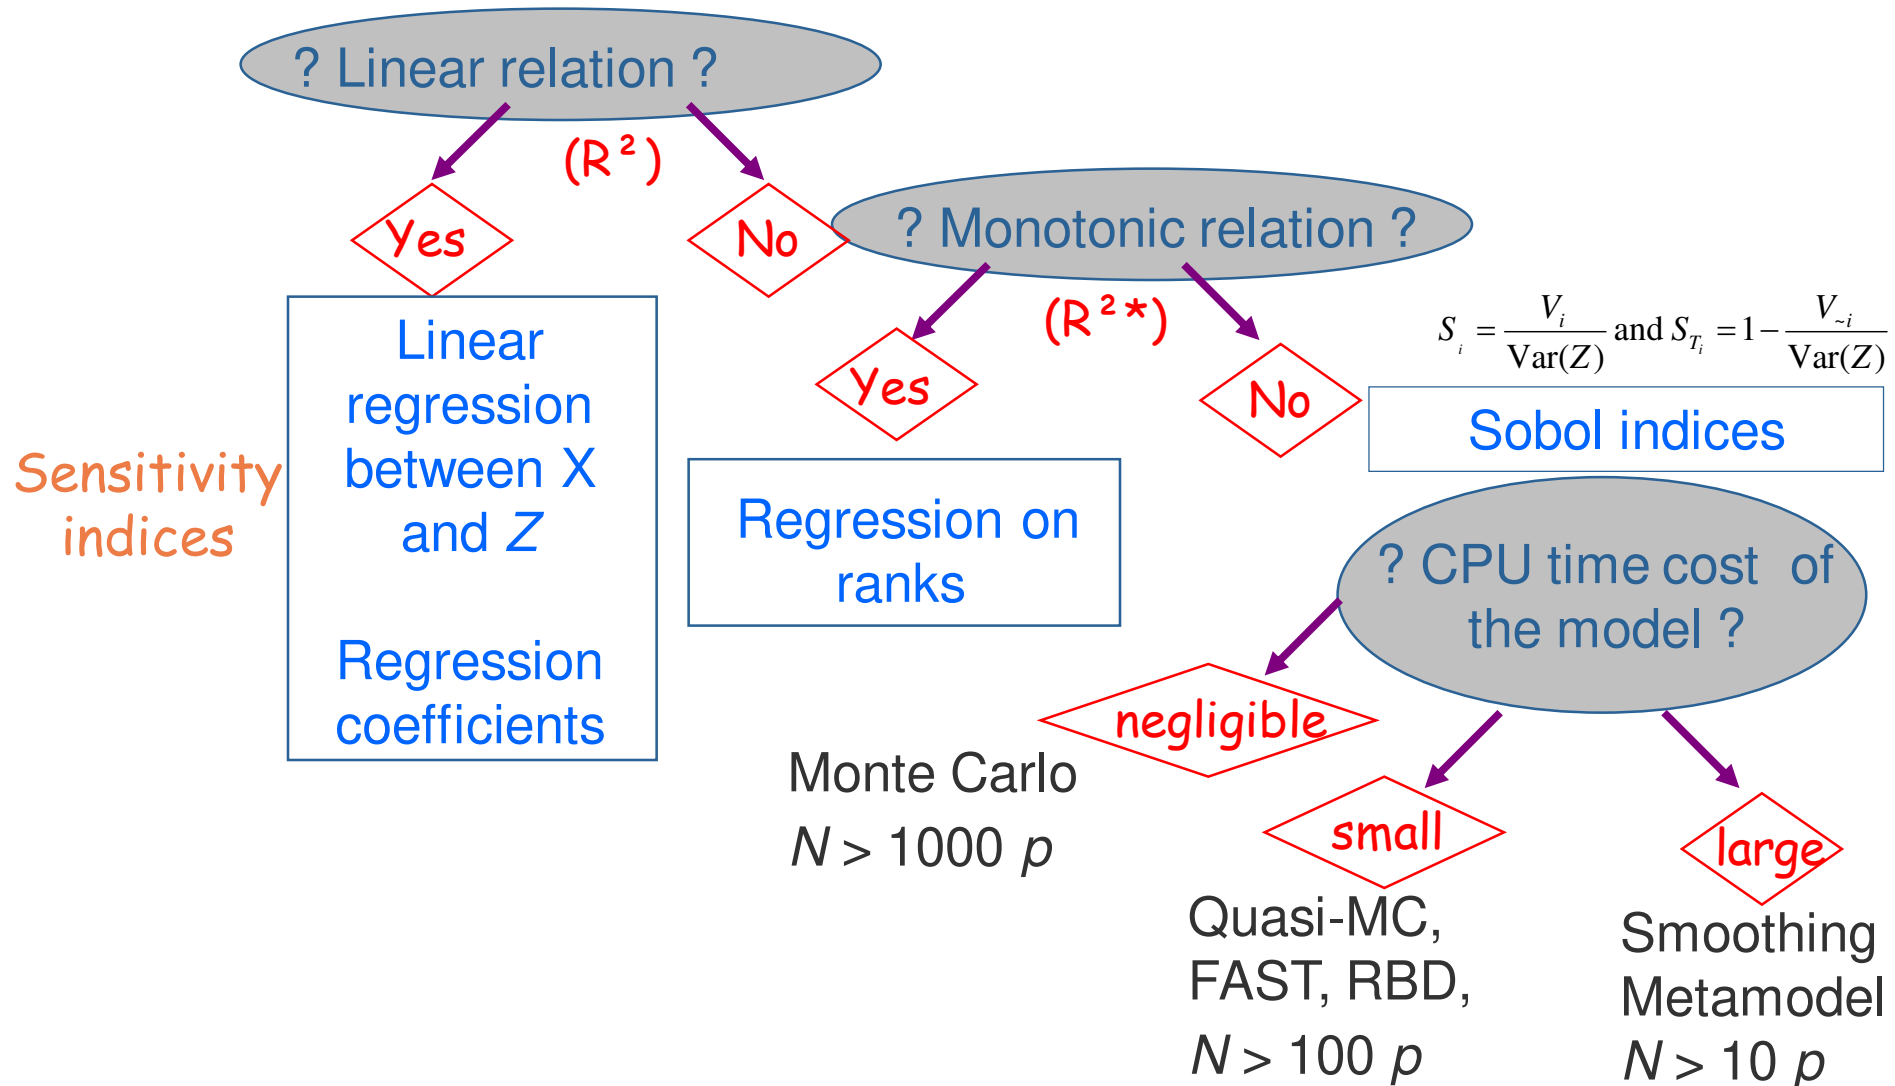 ? Linear relation ?
(R²)
Yes
No
? Monotonic relation ?
(R²*)
Yes
No
S_i = V_i / Var(Z) and S_{T_i} = 1 − V_{~i} / Var(Z)
Sensitivity
indices
Linear
regression
between X
and Z
Regression
coefficients
Regression on
ranks
Sobol indices
? CPU time cost of
the model ?
negligible
small
large
Monte Carlo
N > 1000 p
Quasi-MC,
FAST, RBD,
N > 100 p
Smoothing
Metamodel
N > 10 p